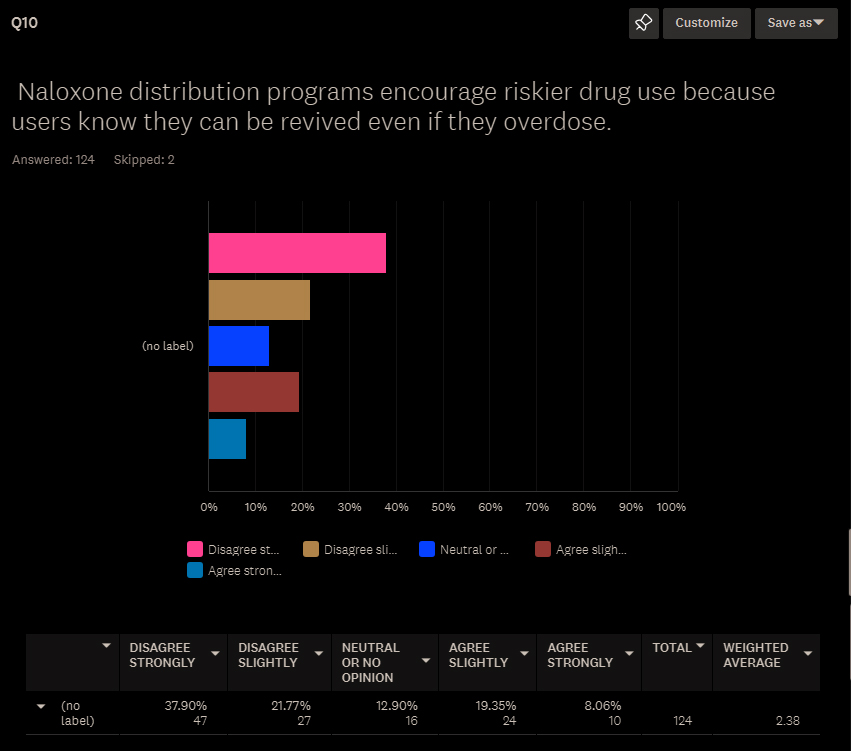 Q10
Customize
Save as
Naloxone distribution programs encourage riskier drug use because
users know they can be revived even if they overdose.
Answered: 124 Skipped: 2
(no label)
0% 10% 20% 30% 40% 50% 60% 70% 80% 90% 100%
Disagree st... Disagree sli... Neutral or ... Agree sligh...
Agree stron...
DISAGREE
STRONGLY
DISAGREE
SLIGHTLY
NEUTRAL
OR NO
OPINION
AGREE
SLIGHTLY
AGREE
STRONGLY
TOTAL
WEIGHTED
AVERAGE
(no
label)
37.90%
47
21.77%
27
12.90%
16
19.35%
24
8.06%
10
124
2.38